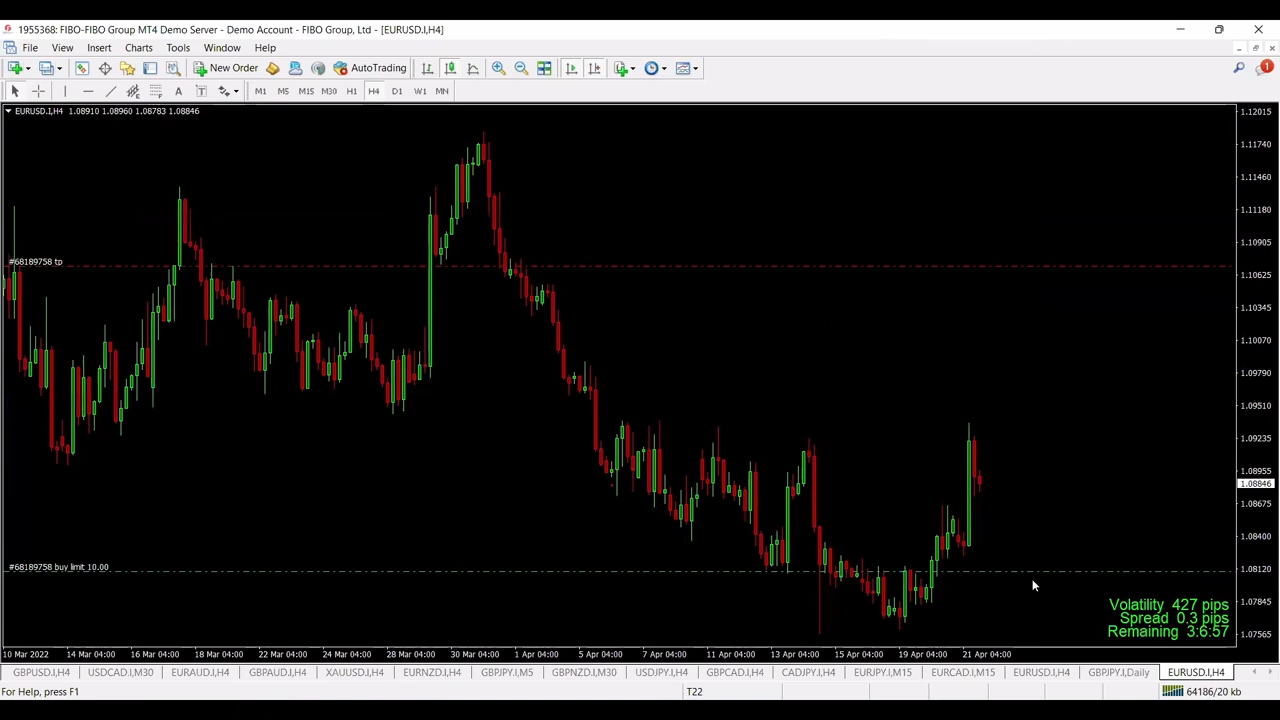 1955368: FIBO-FIBO Group MT4 Demo Server - Demo Account - FIBO Group, Ltd - [EURUSD.I,H4]
File View Insert Charts Tools Window Help
New Order AutoTrading 1
A T M1 M5 M15 M30 H1 H4 D1 W1 MN
EURUSD.I,H4 1.08910 1.08960 1.08783 1.08846
1.12015
1.11740
1.11460
1.11180
1.10905
#68189758 tp
1.10625
1.10345
1.10070
1.09790
1.09510
1.09235
1.08955
1.08846
1.08675
1.08400
#68189758 buy limit 10.00
1.08120
1.07845
Volatility 427 pips
Spread 0.3 pips
Remaining 3:6:57
1.07565
10 Mar 2022 14 Mar 04:00 16 Mar 04:00 18 Mar 04:00 22 Mar 04:00 24 Mar 04:00 28 Mar 04:00 30 Mar 04:00 1 Apr 04:00 5 Apr 04:00 7 Apr 04:00 11 Apr 04:00 13 Apr 04:00 15 Apr 04:00 19 Apr 04:00 21 Apr 04:00
GBPUSD.I,H4 USDCAD.I,M30 EURAUD.I,H4 GBPAUD.I,H4 XAUUSD.I,H4 EURNZD.I,H4 GBPJPY.I,M5 GBPNZD.I,M30 USDJPY.I,H4 GBPCAD.I,H4 CADJPY.I,H4 EURJPY.I,M15 EURCAD.I,M15 EURUSD.I,H4 GBPJPY.I,Daily EURUSD.I,H4
For Help, press F1 T22 64186/20 kb